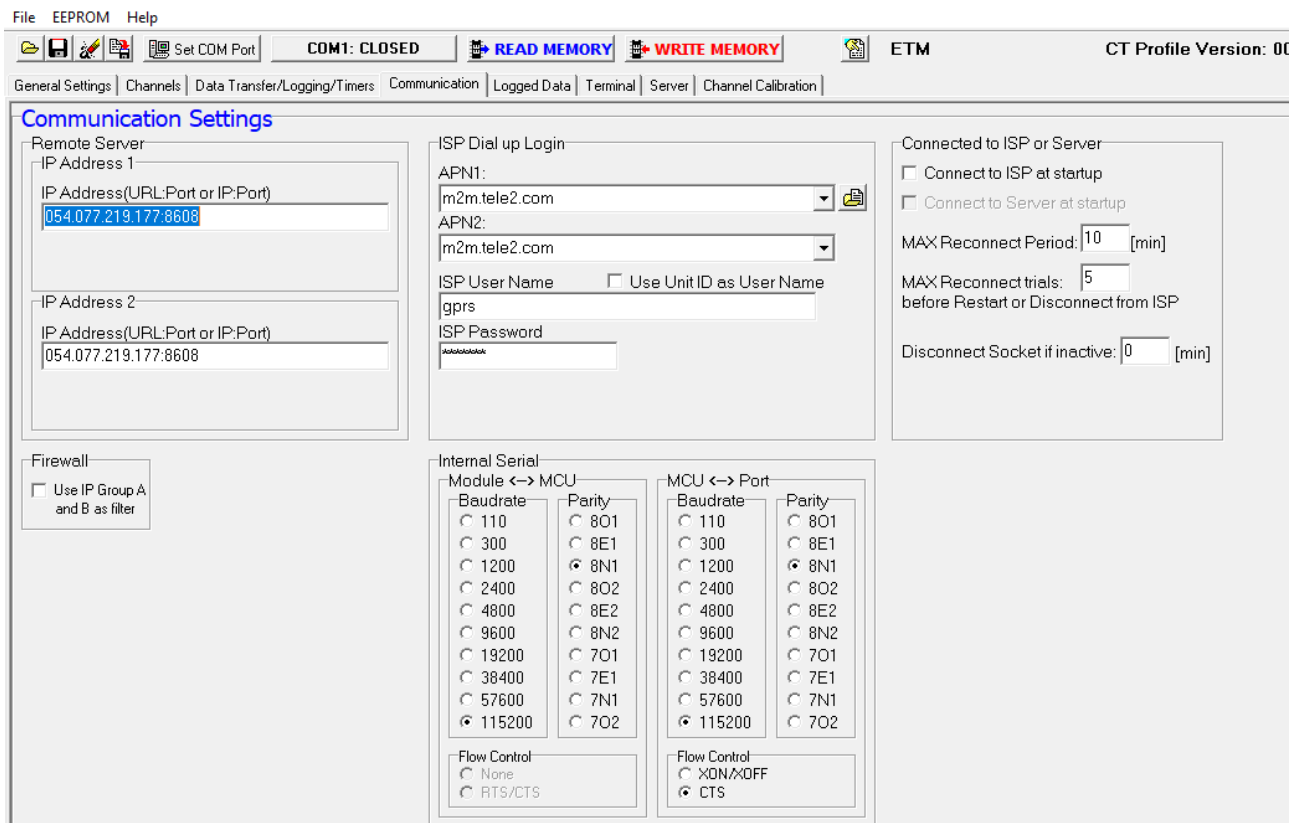 File EEPROM Help
Set COM Port COM1: CLOSED READ MEMORY WRITE MEMORY ETM CT Profile Version: 00
General Settings Channels Data Transfer/Logging/Timers Communication Logged Data Terminal Server Channel Calibration
Communication Settings
Remote Server
IP Address 1
IP Address(URL:Port or IP:Port)
054.077.219.177:8608
IP Address 2
IP Address(URL:Port or IP:Port)
054.077.219.177:8608
ISP Dial up Login
APN1:
m2m.tele2.com
APN2:
m2m.tele2.com
ISP User Name Use Unit ID as User Name
gprs
ISP Password
********
Connected to ISP or Server
Connect to ISP at startup
Connect to Server at startup
MAX Reconnect Period: 10 [min]
MAX Reconnect trials: 5
before Restart or Disconnect from ISP
Disconnect Socket if inactive: 0 [min]
Firewall
Use IP Group A
and B as filter
Internal Serial
Module <--> MCU
Baudrate Parity
110 8O1
300 8E1
1200 8N1
2400 8O2
4800 8E2
9600 8N2
19200 7O1
38400 7E1
57600 7N1
115200 7O2
Flow Control
None
RTS/CTS
MCU <--> Port
Baudrate Parity
110 8O1
300 8E1
1200 8N1
2400 8O2
4800 8E2
9600 8N2
19200 7O1
38400 7E1
57600 7N1
115200 7O2
Flow Control
XON/XOFF
CTS